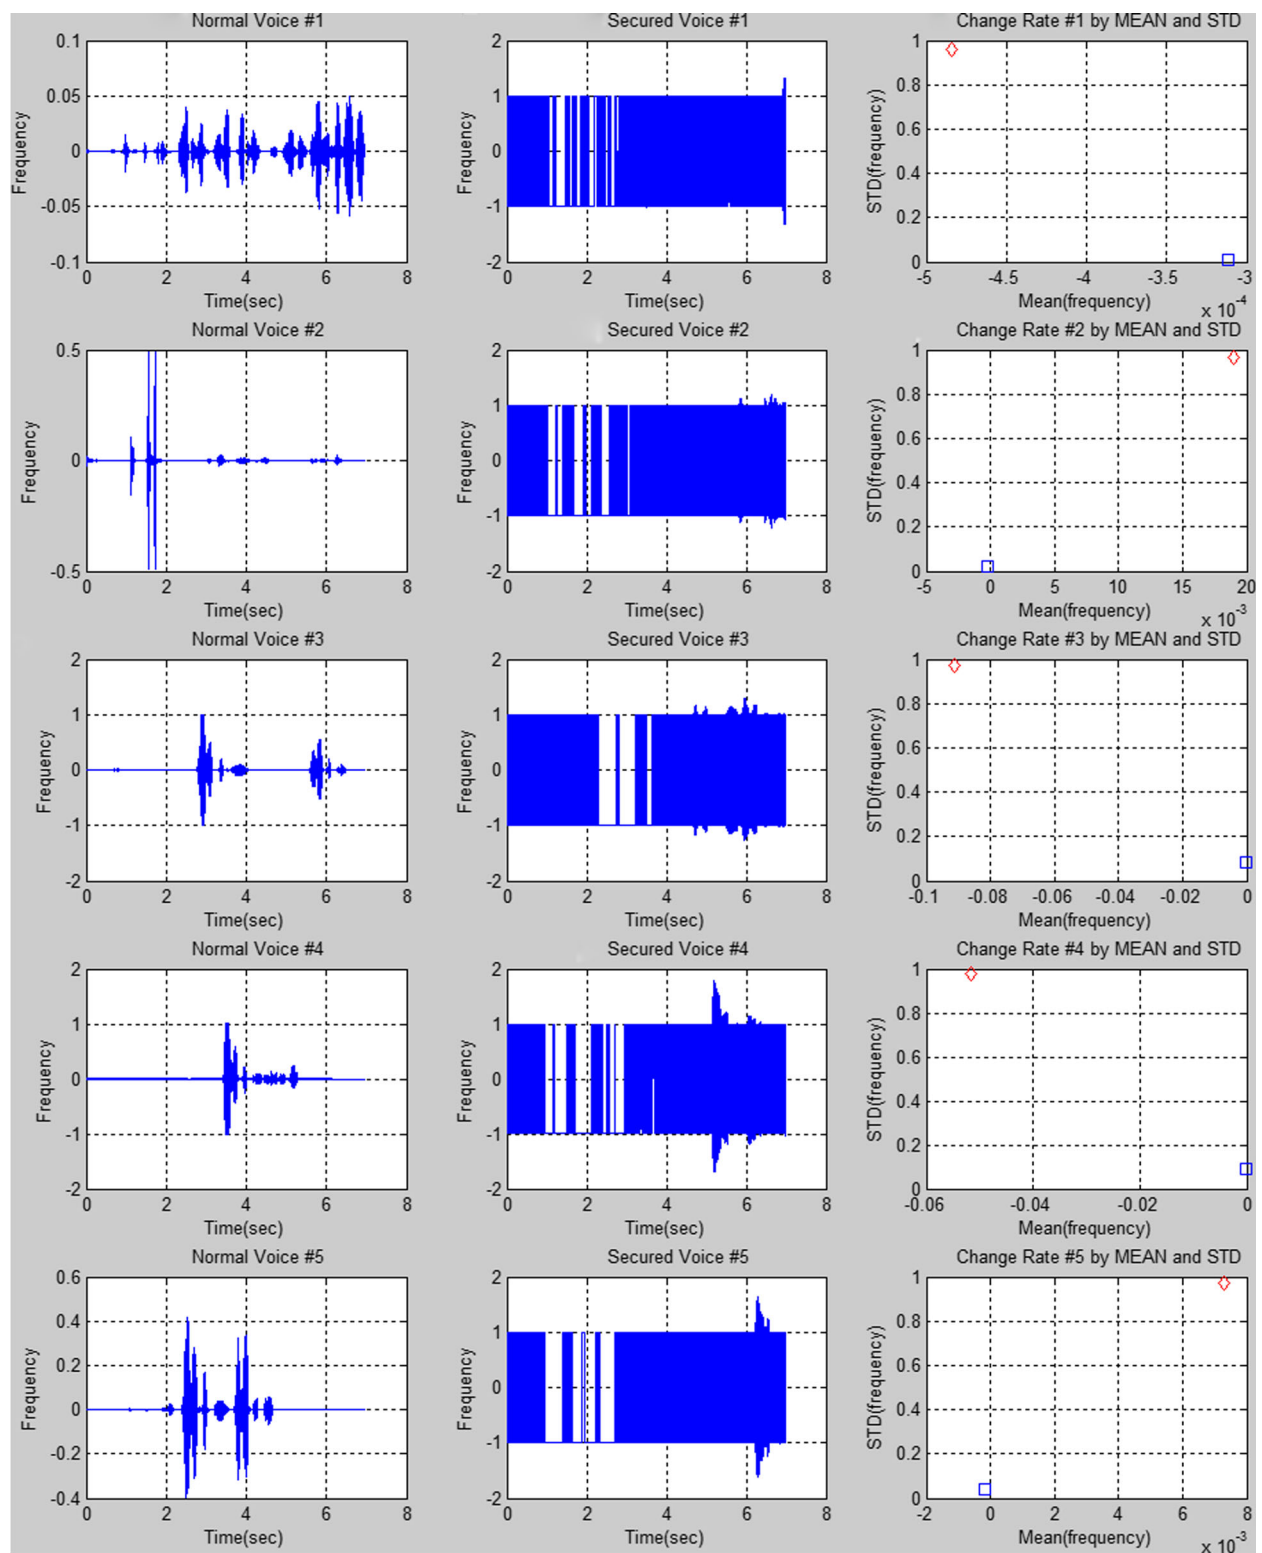 Normal Voice #1 Secured Voice #1 Change Rate #1 by MEAN and STD
0.1 2 1
0.05 1 0.8
0 0 0.6
-0.05 -1 0.4
-0.1 -2 0.2
0
Frequency Frequency STD(frequency)
0 2 4 6 8 0 2 4 6 8 -5 -4.5 -4 -3.5 -3
Time(sec) Time(sec) Mean(frequency) x 10-4
Normal Voice #2 Secured Voice #2 Change Rate #2 by MEAN and STD
0.5 2 1
0 1 0.8
-0.5 0 0.6
-1 0.4
-2 0.2
0
Frequency Frequency STD(frequency)
0 2 4 6 8 0 2 4 6 8 -5 0 5 10 15 20
Time(sec) Time(sec) Mean(frequency) x 10-3
Normal Voice #3 Secured Voice #3 Change Rate #3 by MEAN and STD
2 2 1
1 1 0.8
0 0 0.6
-1 -1 0.4
-2 -2 0.2
0
Frequency Frequency STD(frequency)
0 2 4 6 8 0 2 4 6 8 -0.1 -0.08 -0.06 -0.04 -0.02 0
Time(sec) Time(sec) Mean(frequency)
Normal Voice #4 Secured Voice #4 Change Rate #4 by MEAN and STD
2 2 1
1 1 0.8
0 0 0.6
-1 -1 0.4
-2 -2 0.2
0
Frequency Frequency STD(frequency)
0 2 4 6 8 0 2 4 6 8 -0.06 -0.04 -0.02 0
Time(sec) Time(sec) Mean(frequency)
Normal Voice #5 Secured Voice #5 Change Rate #5 by MEAN and STD
0.6 2 1
0.4 1 0.8
0.2 0 0.6
0 -1 0.4
-0.2 -2 0.2
-0.4 0
Frequency Frequency STD(frequency)
0 2 4 6 8 0 2 4 6 8 -2 0 2 4 6 8
Time(sec) Time(sec) Mean(frequency) x 10-3